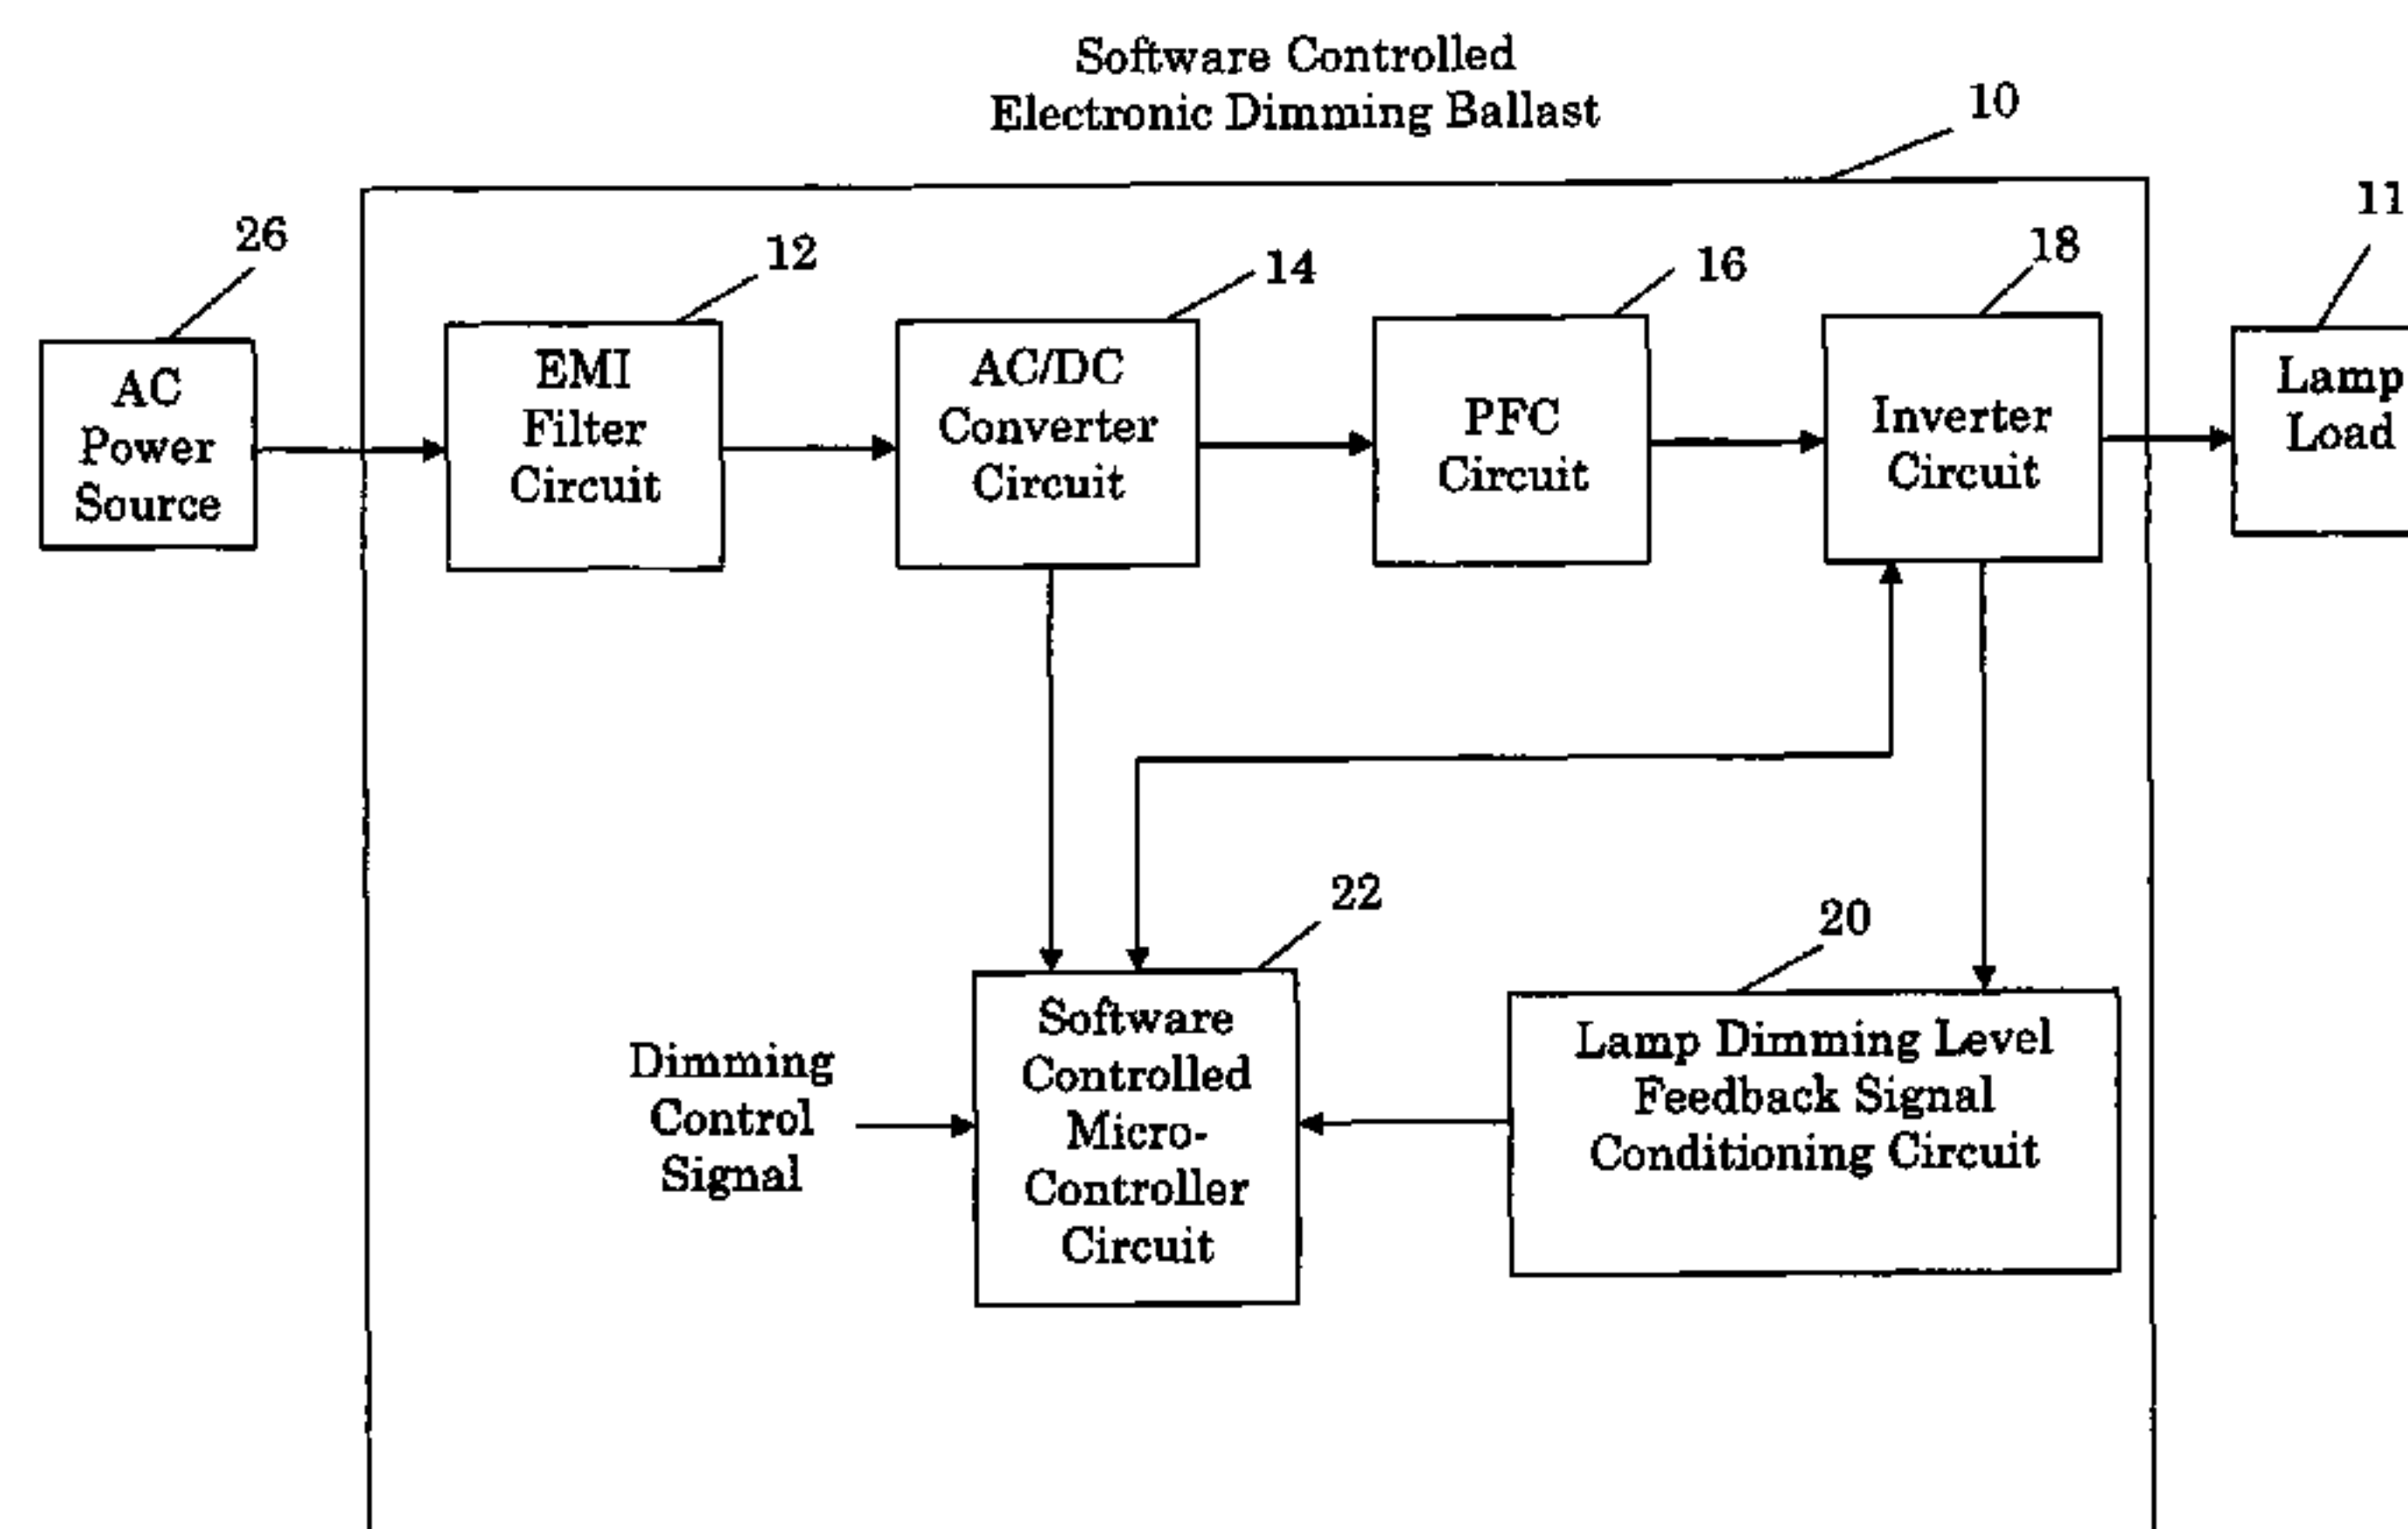 Software Controlled
Electronic Dimming Ballast
10
26
12
14
16
18
11
AC
Power
Source
EMI
Filter
Circuit
AC/DC
Converter
Circuit
PFC
Circuit
Inverter
Circuit
Lamp
Load
22
20
Dimming
Control
Signal
Software
Controlled
Micro-
Controller
Circuit
Lamp Dimming Level
Feedback Signal
Conditioning Circuit